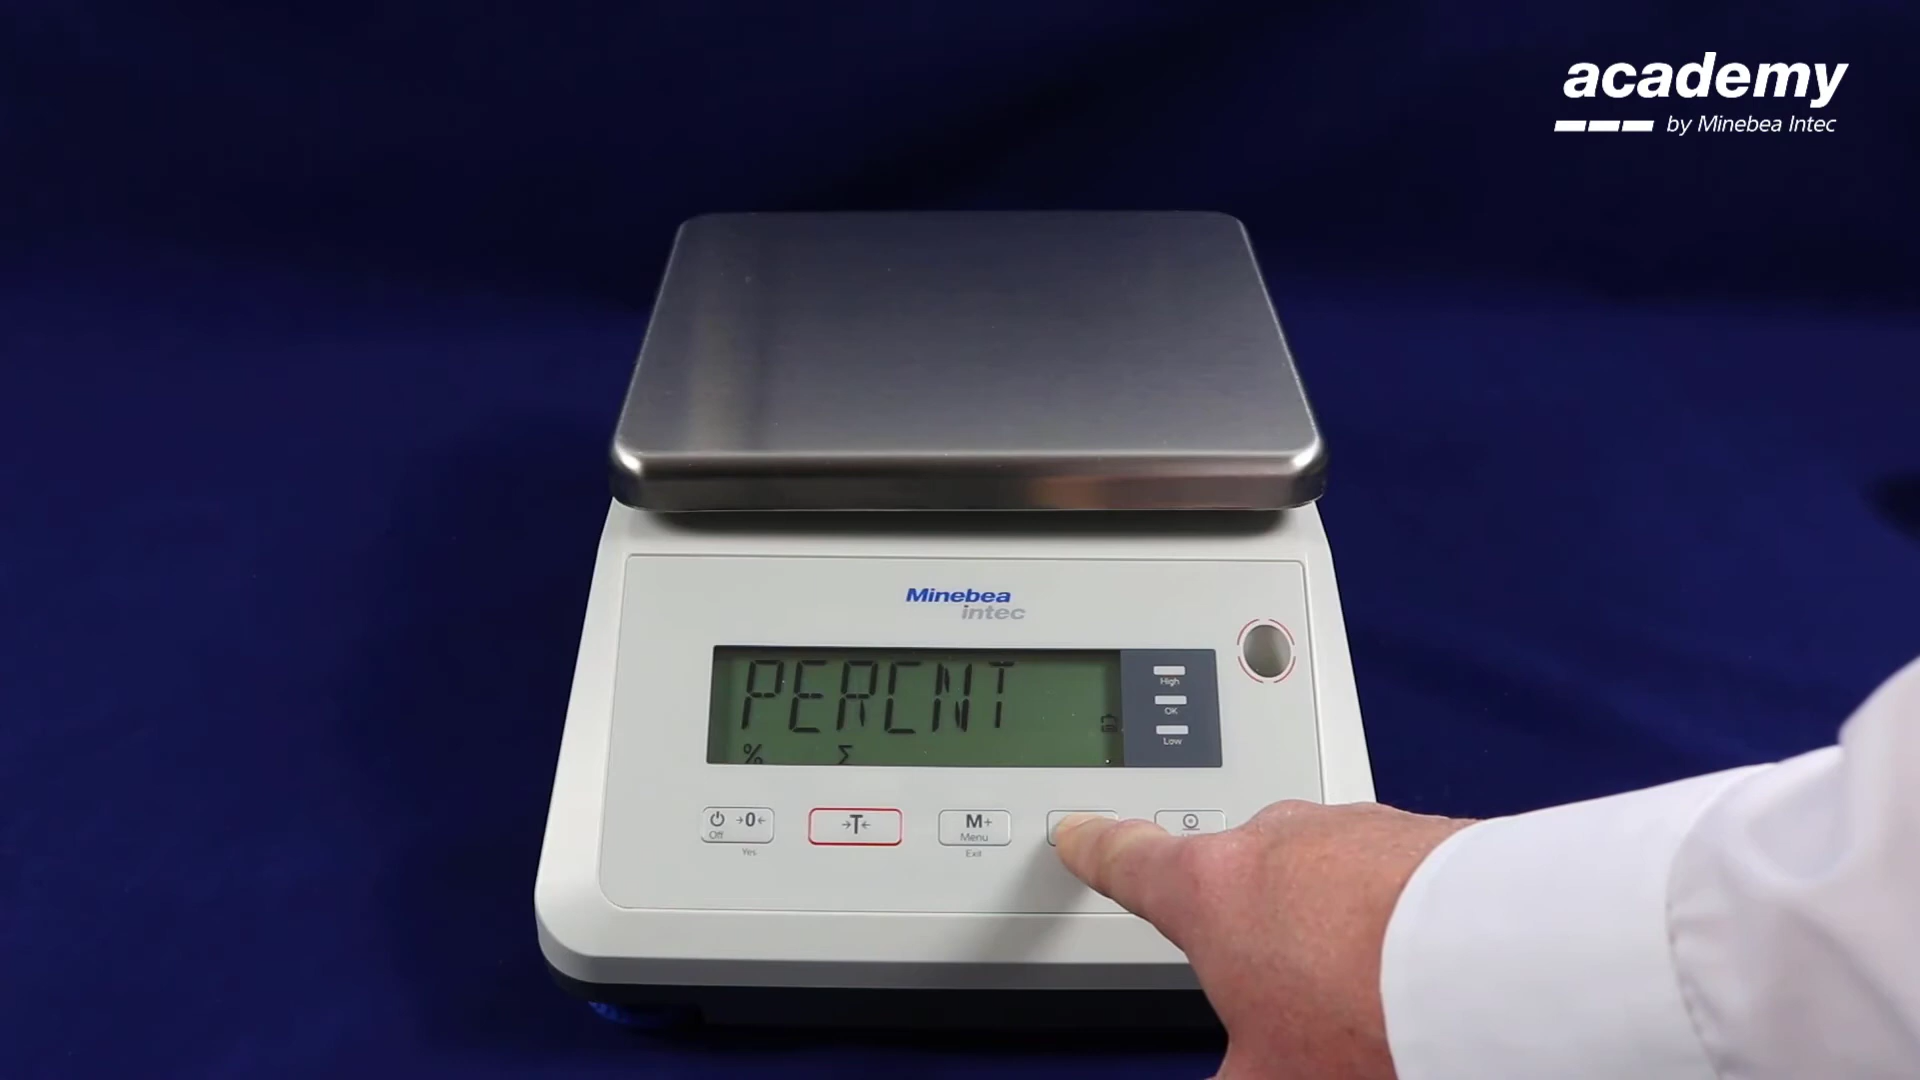 academy
by Minebea Intec
Minebea
intec
PERCNT
% Σ
High
OK
Low
→0←
Off
Yes
→T←
M+
Menu
Exit